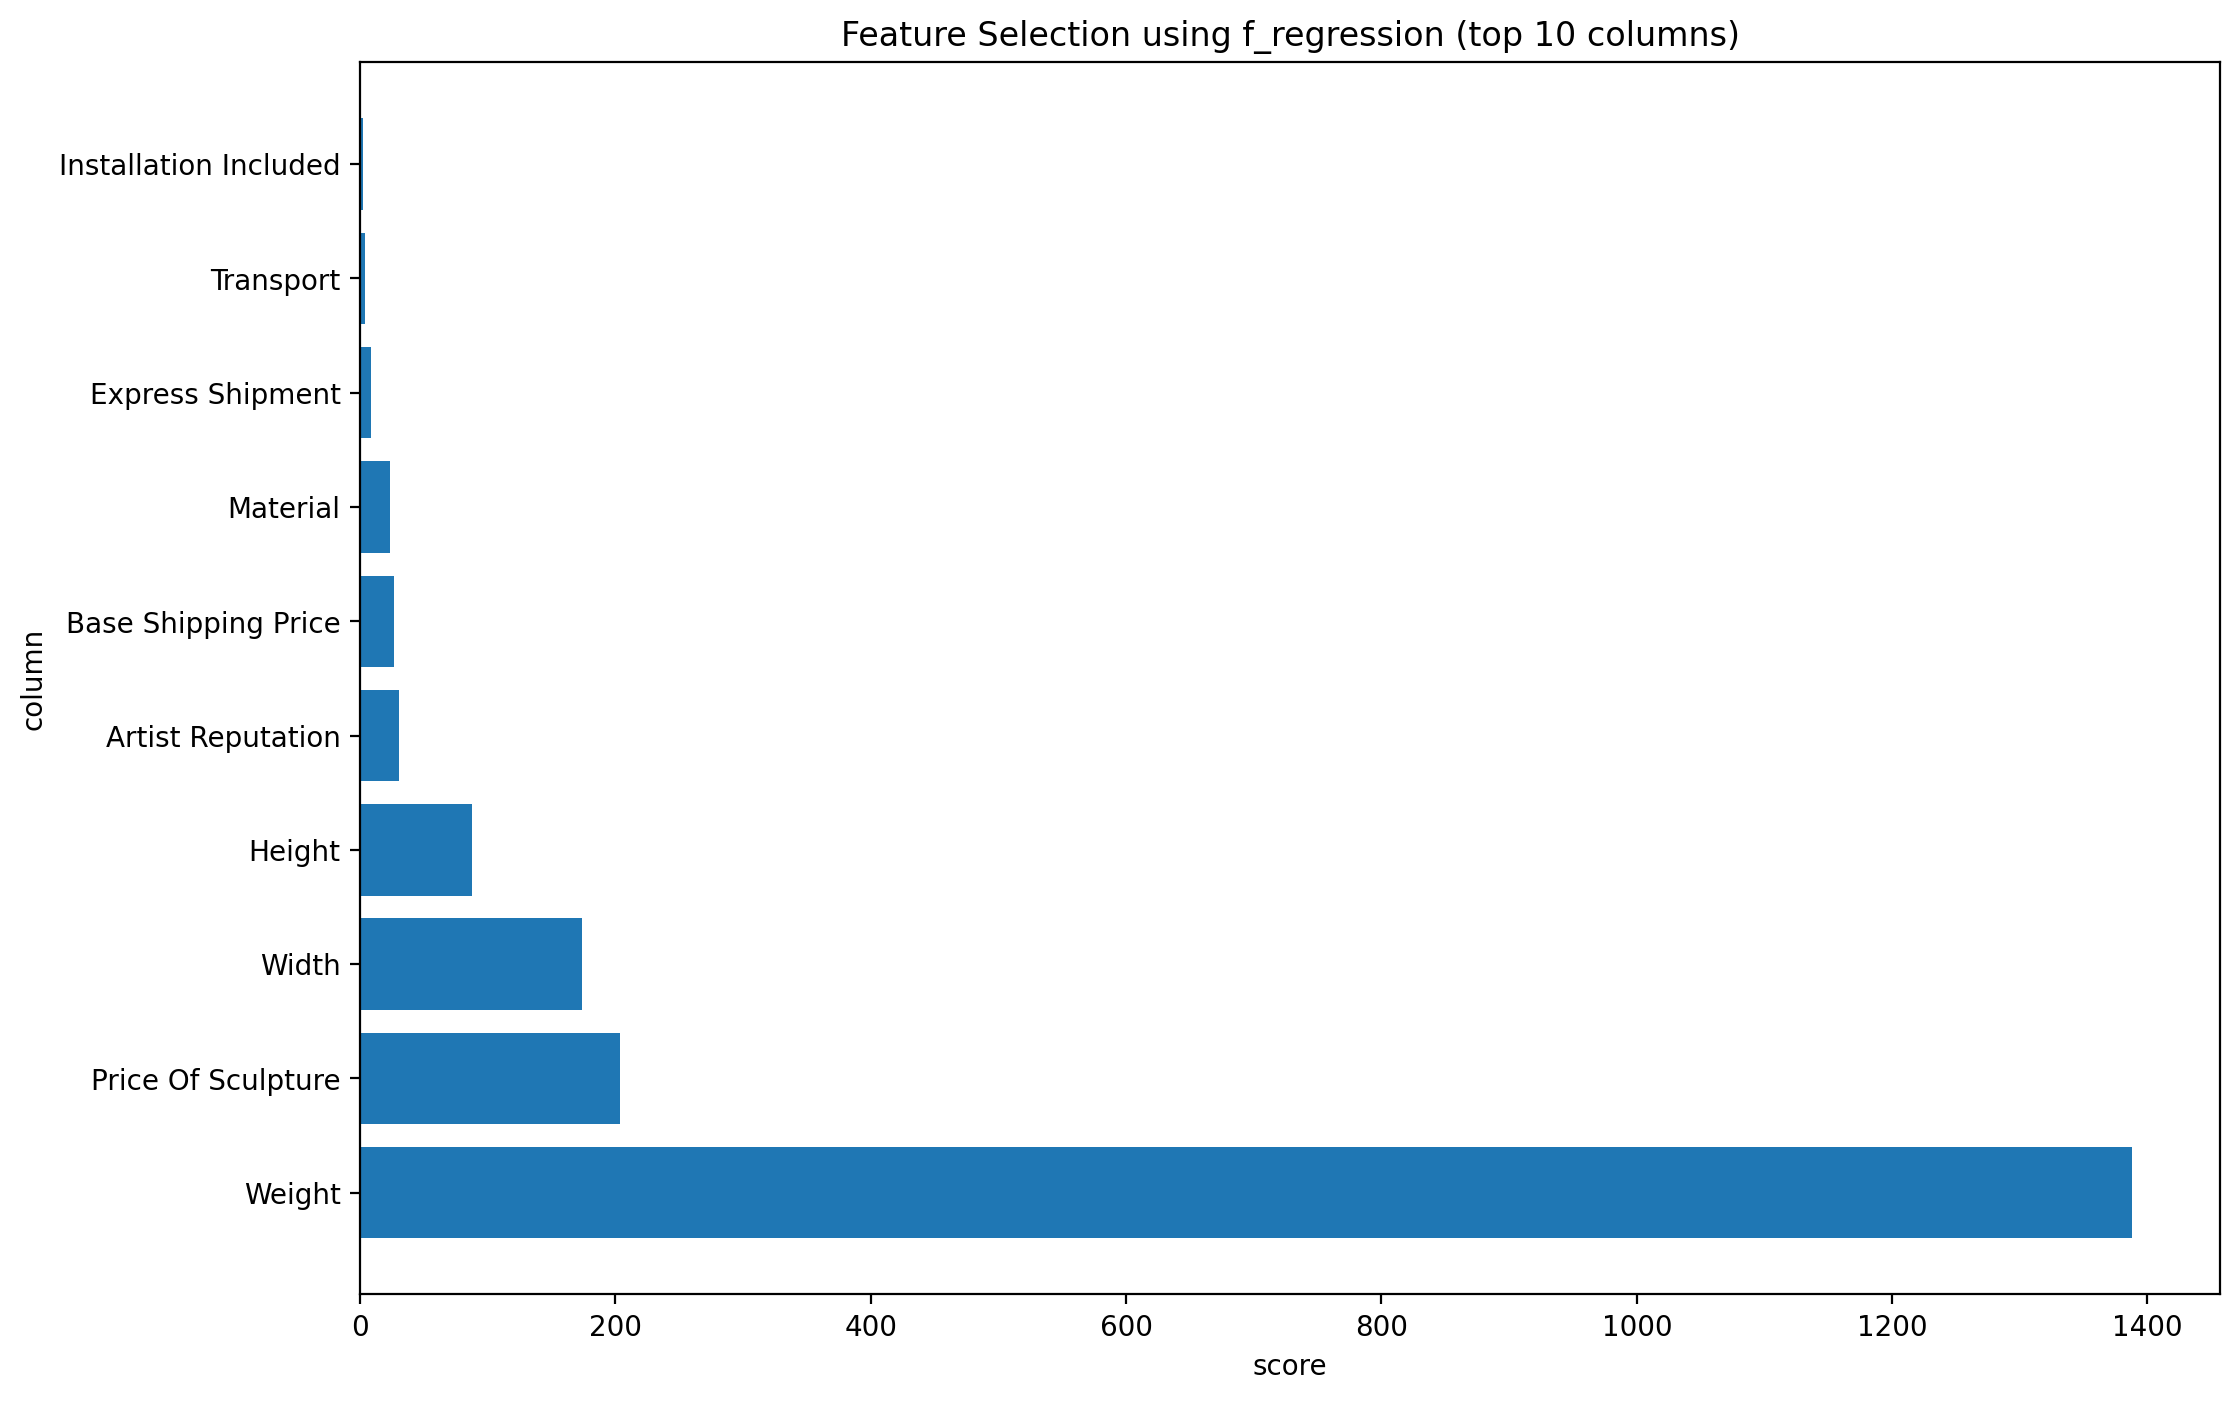 Feature Selection using f_regression (top 10 columns)
Installation Included
Transport
Express Shipment
Material
Base Shipping Price
column
Artist Reputation
Height
Width
Price Of Sculpture
Weight
0 200 400 600 800 1000 1200 1400
score